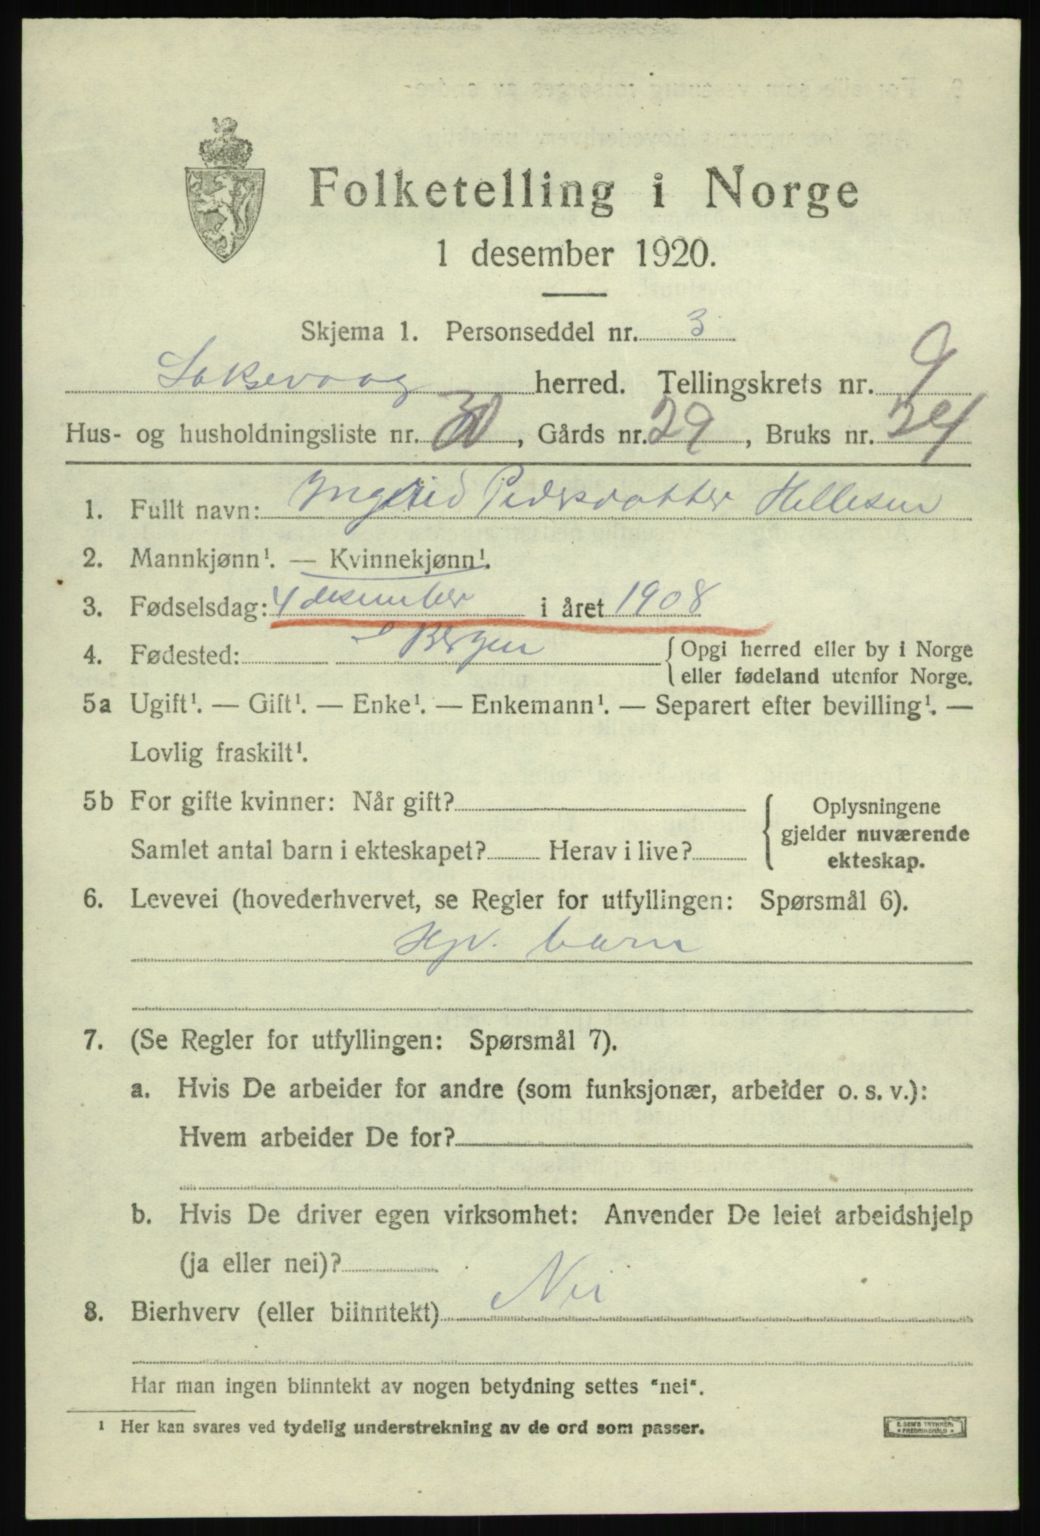 Folketelling i Norge
1 desember 1920.
Skjema 1. Personseddel nr. 3
Laksevaag herred. Tellingskrets nr. 9
Hus- og husholdningsliste nr. , Gårds nr. 29, Bruks nr. 24
1. Fullt navn: Ingrid Pedersdatter Hellesen
2. Mannkjønn¹. — Kvinnekjønn¹.
3. Fødselsdag: 4 desember i året 1908
4. Fødested: Bergen {Opgi herred eller by i Norge
eller fødeland utenfor Norge.
5a Ugift¹. — Gift¹. — Enke¹. — Enkemann¹. — Separert efter bevilling¹. —
Lovlig fraskilt¹.
5b For gifte kvinner: Når gift?
Samlet antal barn i ekteskapet? Herav i live?
{Oplysningene
gjelder nuværende
ekteskap.
6. Levevei (hovederhvervet, se Regler for utfyllingen: Spørsmål 6).
Hjv. barn
7. (Se Regler for utfyllingen: Spørsmål 7).
a. Hvis De arbeider for andre (som funksjonær, arbeider o. s. v.):
Hvem arbeider De for?
b. Hvis De driver egen virksomhet: Anvender De leiet arbeidshjelp
(ja eller nei)?
8. Bierhverv (eller biinntekt) Nei
Har man ingen biinntekt av nogen betydning settes "nei".
¹ Her kan svares ved tydelig understrekning av de ord som passer.